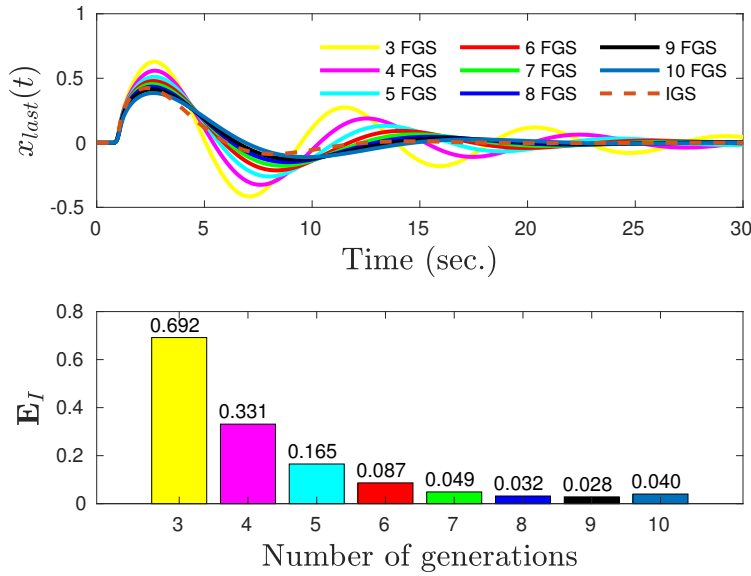 1
0.5
0
-0.5
x_last(t)
3 FGS 6 FGS 9 FGS
4 FGS 7 FGS 10 FGS
5 FGS 8 FGS IGS
0 5 10 15 20 25 30
Time (sec.)
0.8
0.6
0.4
0.2
0
E_I
0.692
0.331
0.165
0.087
0.049
0.032
0.028
0.040
3 4 5 6 7 8 9 10
Number of generations